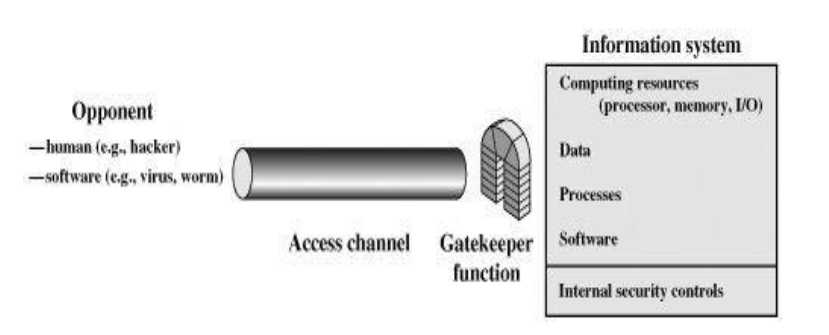 Information system
Computing resources
(processor, memory, I/O)
Data
Processes
Software
Internal security controls
Opponent
—human (e.g., hacker)
—software (e.g., virus, worm)
Access channel
Gatekeeper
function